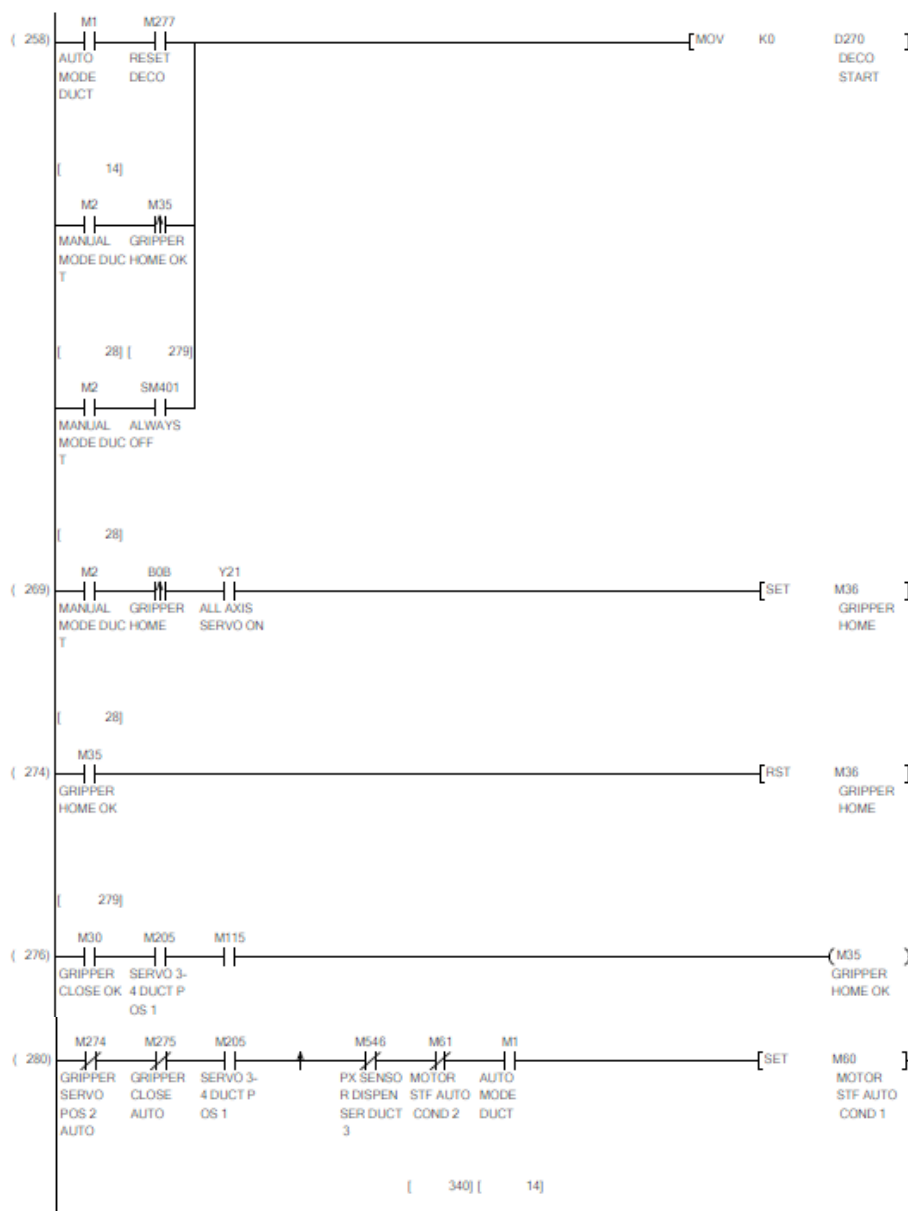 M1 M277
( 258) [MOV K0 D270 ]
AUTO RESET DECO
MODE DECO START
DUCT
[ 14]
M2 M35
MANUAL GRIPPER
MODE DUC HOME OK
T
[ 28] [ 279]
M2 SM401
MANUAL ALWAYS
MODE DUC OFF
T
[ 28]
M2 B0B Y21
( 269) [SET M36 ]
MANUAL GRIPPER ALL AXIS GRIPPER
MODE DUC HOME SERVO ON HOME
T
[ 28]
M35
( 274) [RST M36 ]
GRIPPER GRIPPER
HOME OK HOME
[ 279]
M30 M205 M115
( 276) (M35 )
GRIPPER SERVO 3- GRIPPER
CLOSE OK 4 DUCT P HOME OK
OS 1
M274 M275 M205 M546 M61 M1
( 280) [SET M60 ]
GRIPPER GRIPPER SERVO 3- PX SENSO MOTOR AUTO MOTOR
SERVO CLOSE 4 DUCT P R DISPEN STF AUTO MODE STF AUTO
POS 2 AUTO OS 1 SER DUCT COND 2 DUCT COND 1
AUTO 3
[ 340] [ 14]